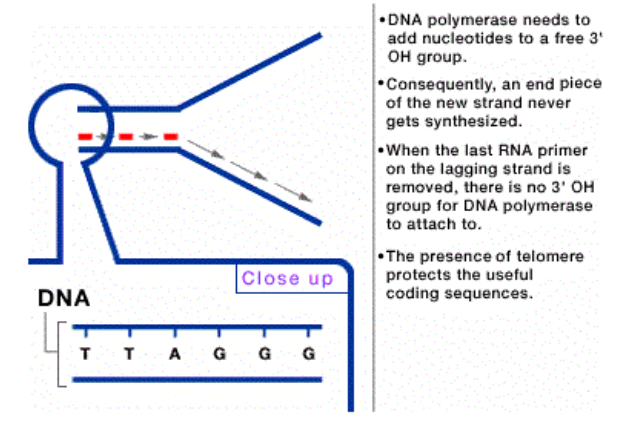 •DNA polymerase needs to
add nucleotides to a free 3'
OH group.
•Consequently, an end piece
of the new strand never
gets synthesized.
•When the last RNA primer
on the lagging strand is
removed, there is no 3' OH
group for DNA polymerase
to attach to.
•The presence of telomere
protects the useful
coding sequences.
Close up
DNA
T T A G G G